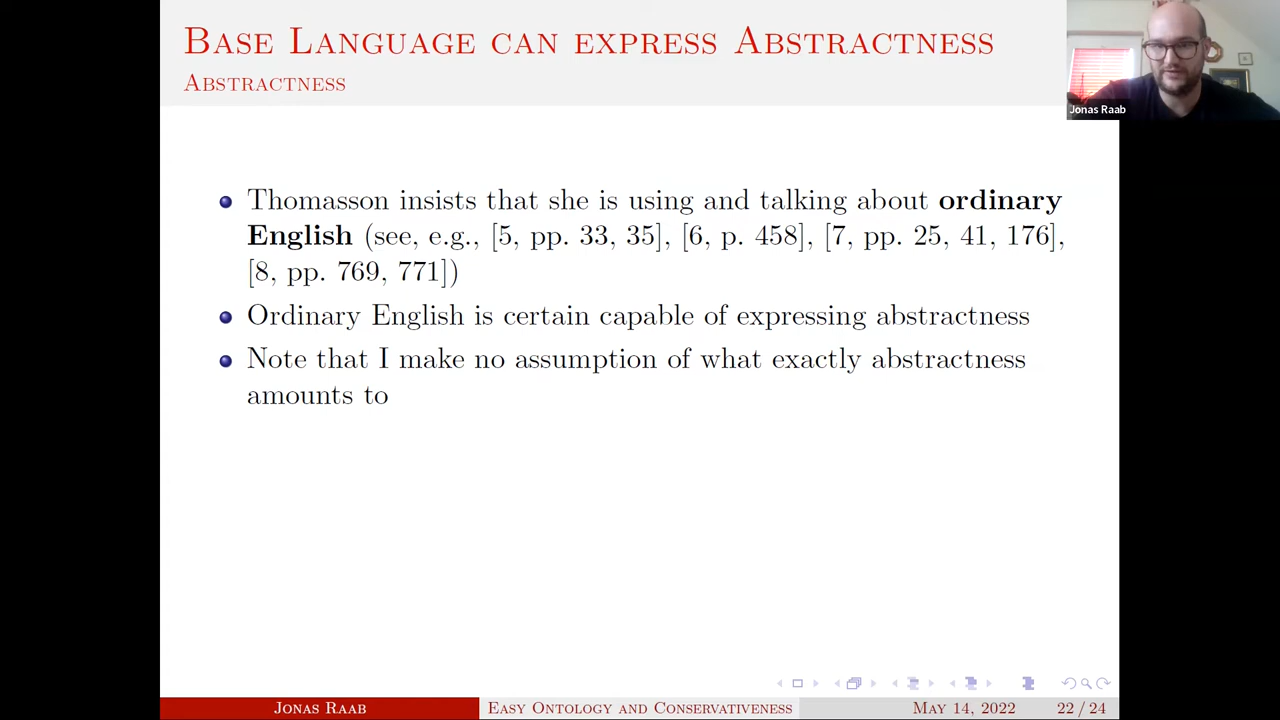 Base Language can express Abstractness
Abstractness
Jonas Raab
Thomasson insists that she is using and talking about ordinary
English (see, e.g., [5, pp. 33, 35], [6, p. 458], [7, pp. 25, 41, 176],
[8, pp. 769, 771])
Ordinary English is certain capable of expressing abstractness
Note that I make no assumption of what exactly abstractness
amounts to
Jonas Raab Easy Ontology and Conservativeness May 14, 2022 22 / 24